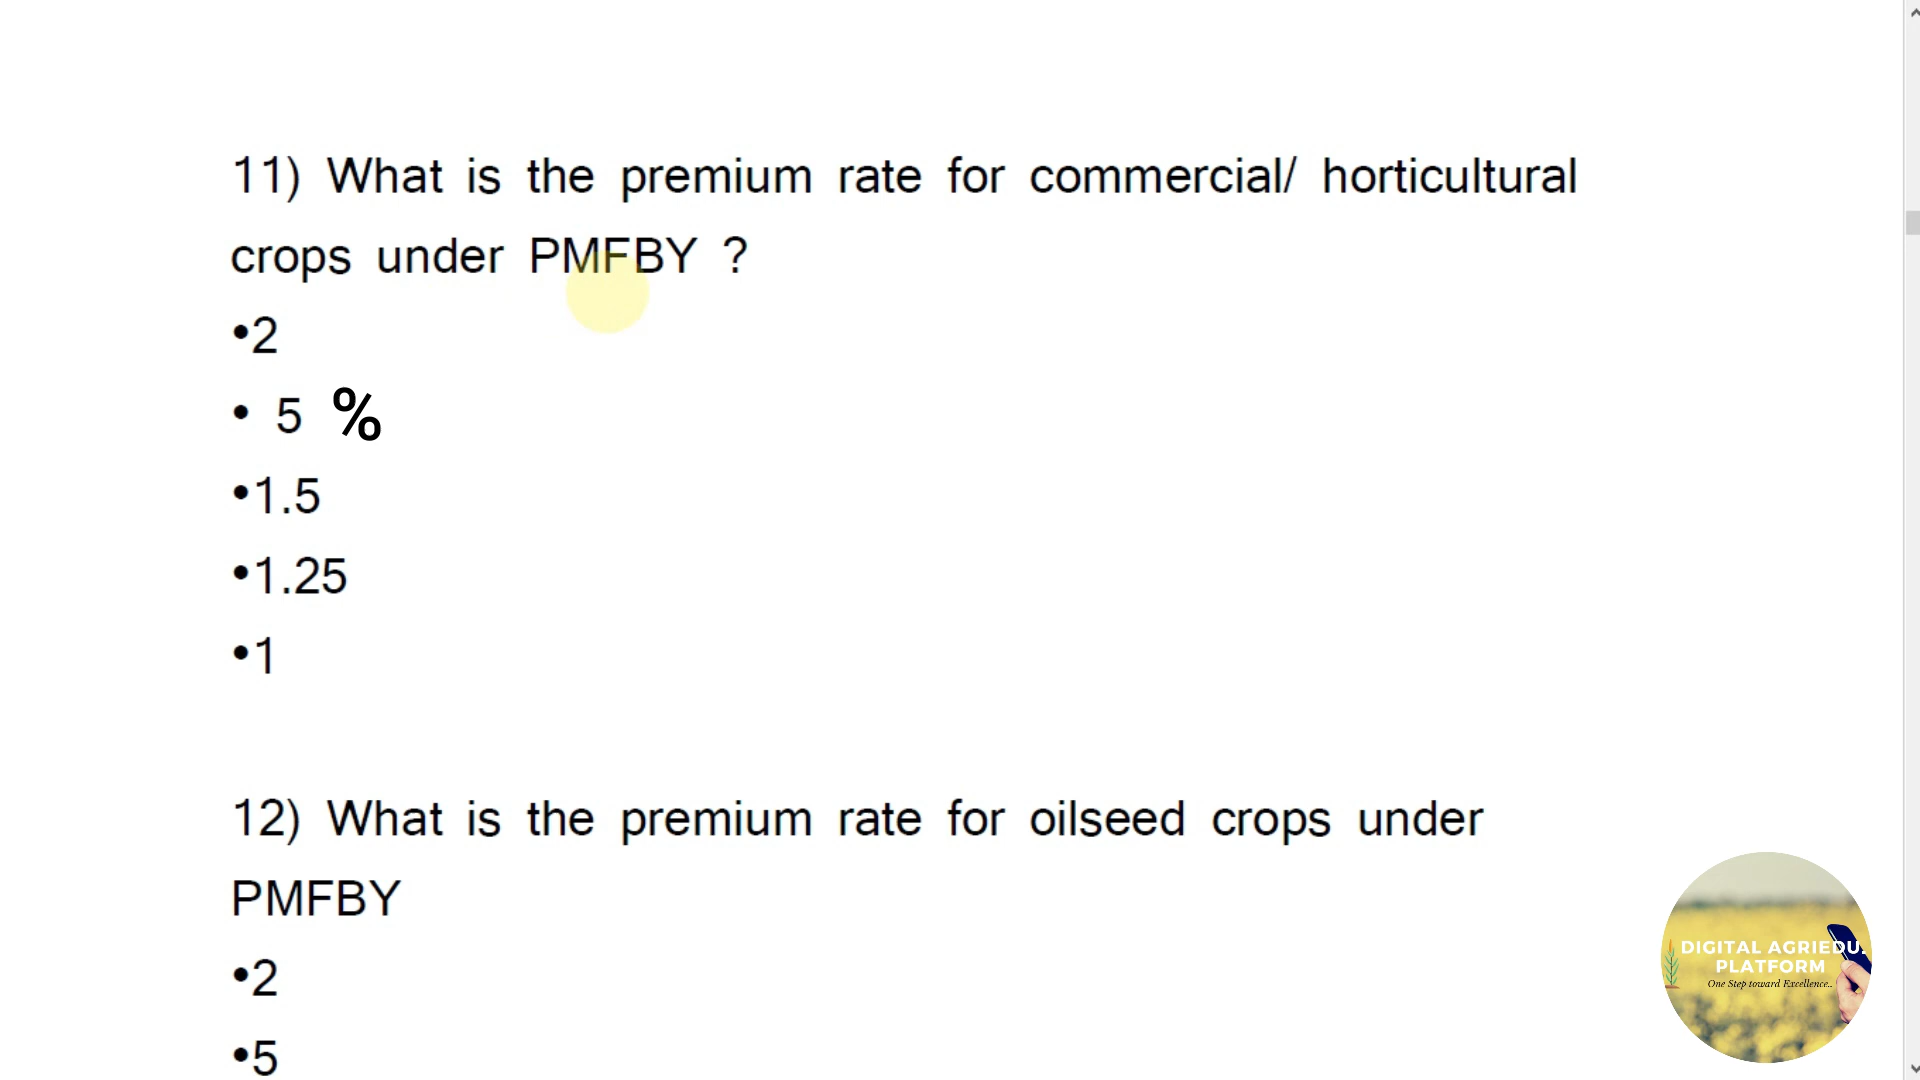 11) What is the premium rate for commercial/ horticultural
crops under PMFBY ?
•2
• 5 %
•1.5
•1.25
•1
12) What is the premium rate for oilseed crops under
PMFBY
•2
•5
DIGITAL AGRIEDU.
PLATFORM
One Step toward Excellence..